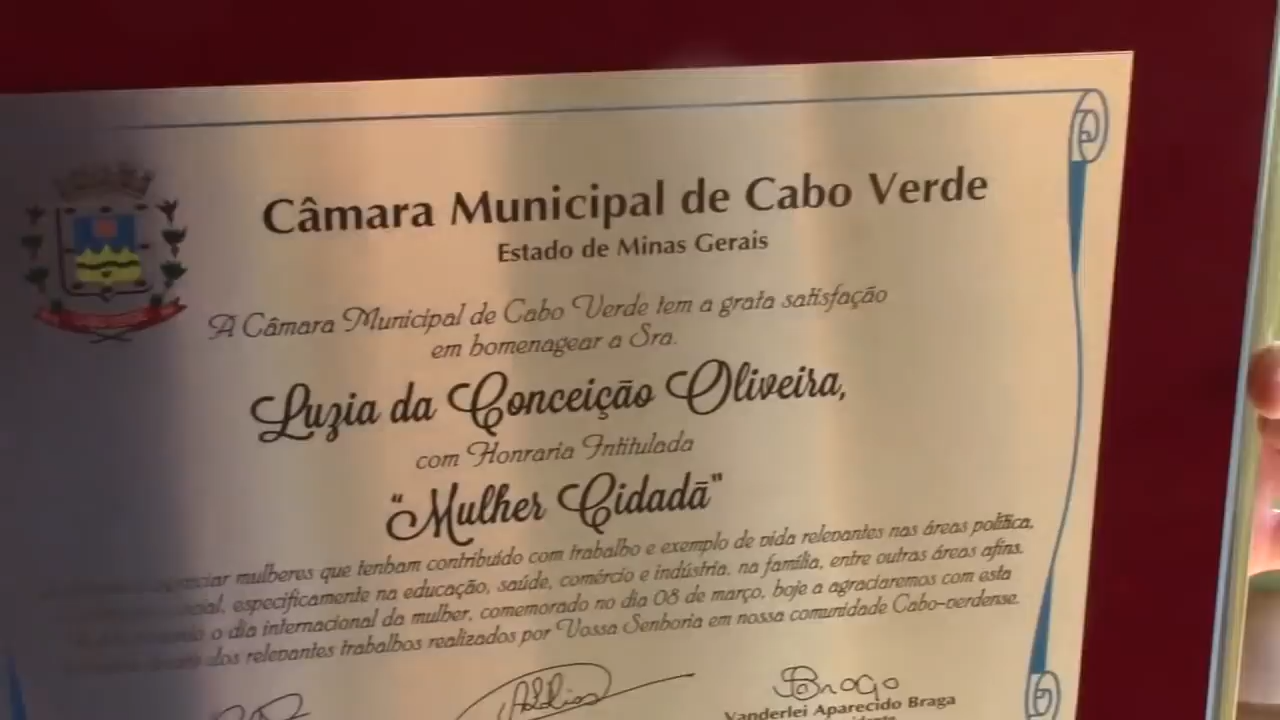 Câmara Municipal de Cabo Verde
Estado de Minas Gerais
A Câmara Municipal de Cabo Verde tem a grata satisfação
em homenagear a Sra.
Luzia da Conceição Oliveira,
com Honraria Intitulada
"Mulher Cidadã"
mulheres que tenham contribuído com trabalho e exemplo de vida relevantes nas áreas política,
especificamente na educação, saúde, comércio e indústria, na família, entre outras áreas afins.
o dia internacional da mulher, comemorado no dia 08 de março, hoje a agraciaremos com esta
dos relevantes trabalhos realizados por Vossa Senhoria em nossa comunidade Cabo-verdense.
Vanderlei Aparecido Braga